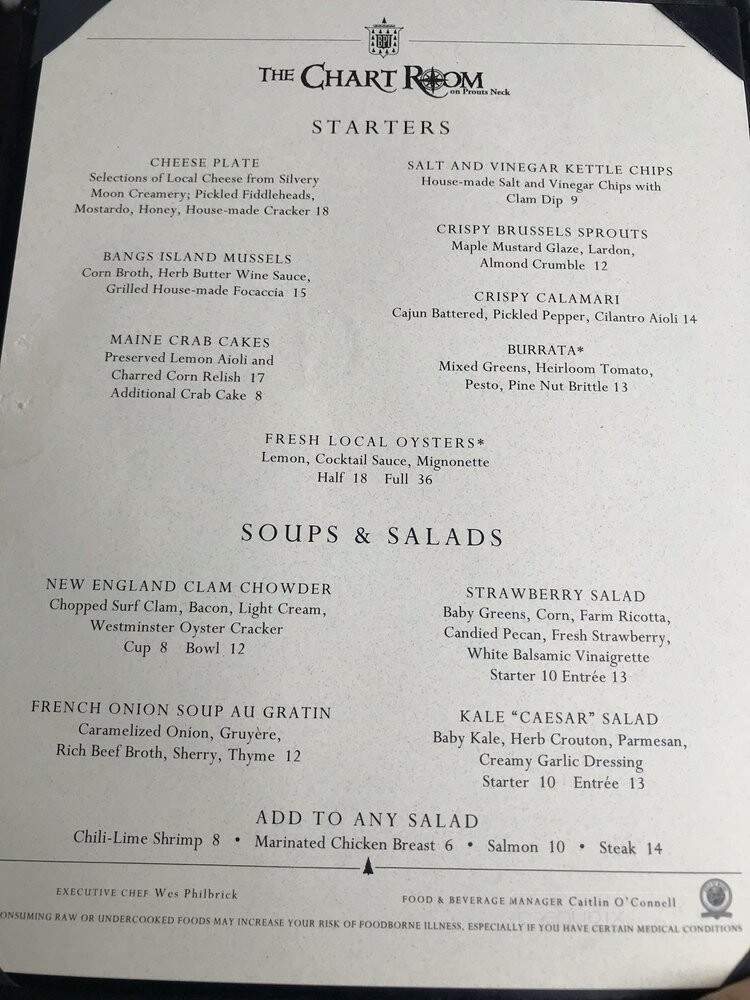 BPI
THE CHART ROOM
on Prouts Neck
STARTERS
CHEESE PLATE
Selections of Local Cheese from Silvery
Moon Creamery; Pickled Fiddleheads,
Mostardo, Honey, House-made Cracker 18
BANGS ISLAND MUSSELS
Corn Broth, Herb Butter Wine Sauce,
Grilled House-made Focaccia 15
MAINE CRAB CAKES
Preserved Lemon Aioli and
Charred Corn Relish 17
Additional Crab Cake 8
SALT AND VINEGAR KETTLE CHIPS
House-made Salt and Vinegar Chips with
Clam Dip 9
CRISPY BRUSSELS SPROUTS
Maple Mustard Glaze, Lardon,
Almond Crumble 12
CRISPY CALAMARI
Cajun Battered, Pickled Pepper, Cilantro Aioli 14
BURRATA*
Mixed Greens, Heirloom Tomato,
Pesto, Pine Nut Brittle 13
FRESH LOCAL OYSTERS*
Lemon, Cocktail Sauce, Mignonette
Half 18 Full 36
SOUPS & SALADS
NEW ENGLAND CLAM CHOWDER
Chopped Surf Clam, Bacon, Light Cream,
Westminster Oyster Cracker
Cup 8 Bowl 12
FRENCH ONION SOUP AU GRATIN
Caramelized Onion, Gruyère,
Rich Beef Broth, Sherry, Thyme 12
STRAWBERRY SALAD
Baby Greens, Corn, Farm Ricotta,
Candied Pecan, Fresh Strawberry,
White Balsamic Vinaigrette
Starter 10 Entrée 13
KALE "CAESAR" SALAD
Baby Kale, Herb Crouton, Parmesan,
Creamy Garlic Dressing
Starter 10 Entrée 13
ADD TO ANY SALAD
Chili-Lime Shrimp 8 • Marinated Chicken Breast 6 • Salmon 10 • Steak 14
EXECUTIVE CHEF Wes Philbrick
FOOD & BEVERAGE MANAGER Caitlin O'Connell
ONSUMING RAW OR UNDERCOOKED FOODS MAY INCREASE YOUR RISK OF FOODBORNE ILLNESS, ESPECIALLY IF YOU HAVE CERTAIN MEDICAL CONDITIONS